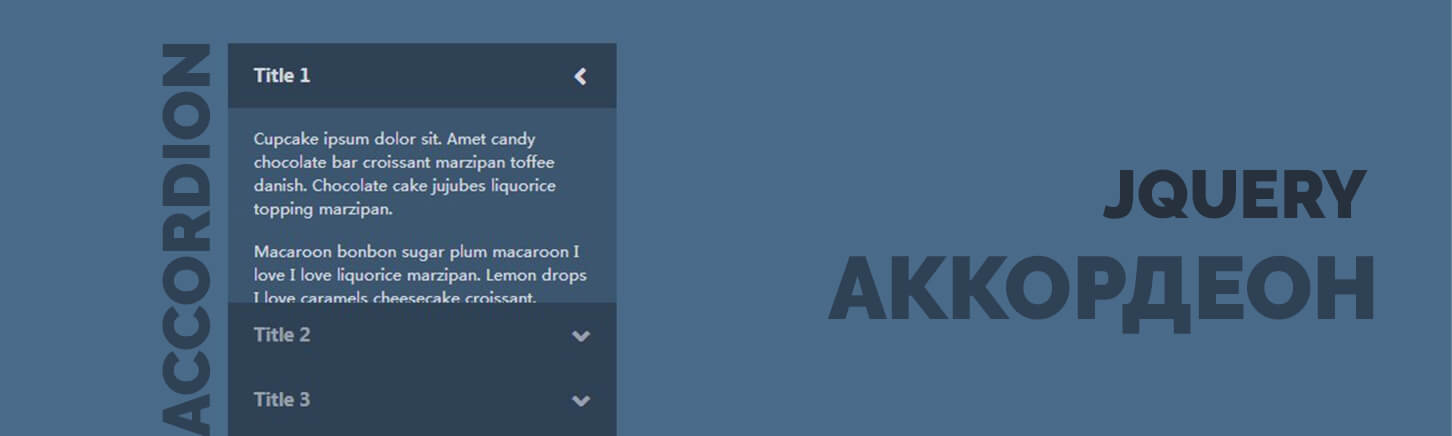 ACCORDION
Title 1
Cupcake ipsum dolor sit. Amet candy
chocolate bar croissant marzipan toffee
danish. Chocolate cake jujubes liquorice
topping marzipan.
Macaroon bonbon sugar plum macaroon I
love I love liquorice marzipan. Lemon drops
I love caramels cheesecake croissant.
Title 2
Title 3
JQUERY
АККОРДЕОН